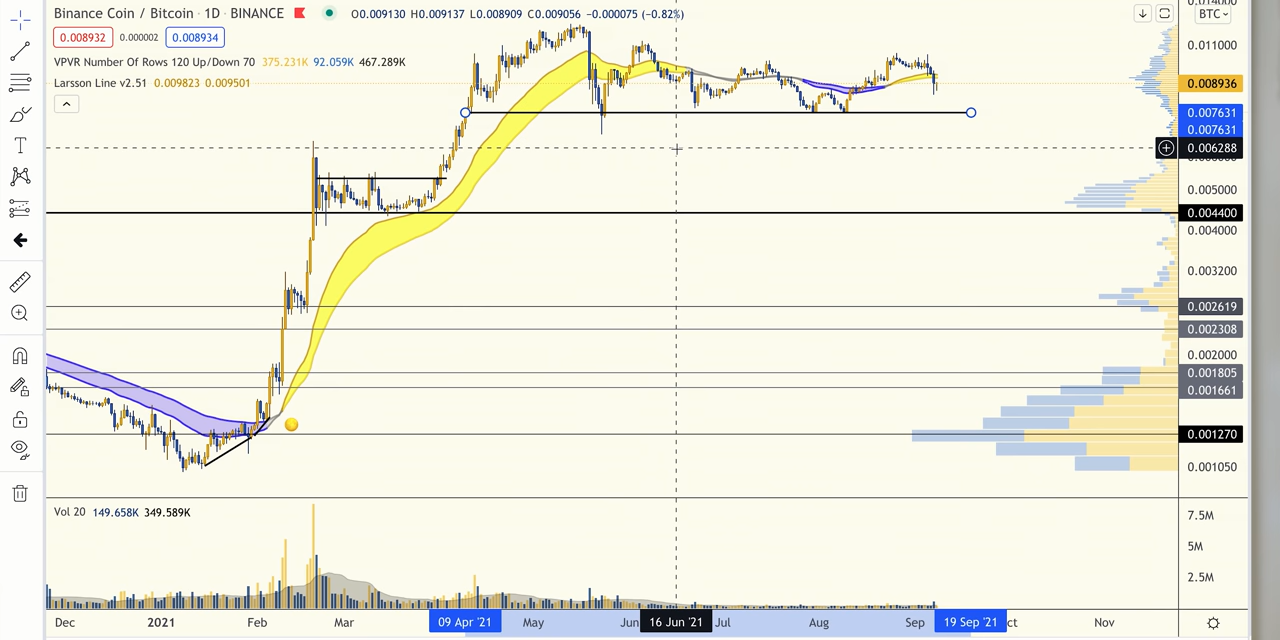 Binance Coin / Bitcoin · 1D · BINANCE O0.009130 H0.009137 L0.008909 C0.009056 −0.000075 (−0.82%)
0.008932 0.000002 0.008934
VPVR Number Of Rows 120 Up/Down 70 375.231K 92.059K 467.289K
Larsson Line v2.51 0.009823 0.009501
BTC
0.014000
0.011000
0.008936
0.007631
0.007631
0.006288
0.005000
0.004400
0.004000
0.003200
0.002619
0.002308
0.002000
0.001805
0.001661
0.001270
0.001050
Vol 20 149.658K 349.589K
7.5M
5M
2.5M
Dec 2021 Feb Mar 09 Apr '21 May Jun 16 Jun '21 Jul Aug Sep 19 Sep '21 ct Nov